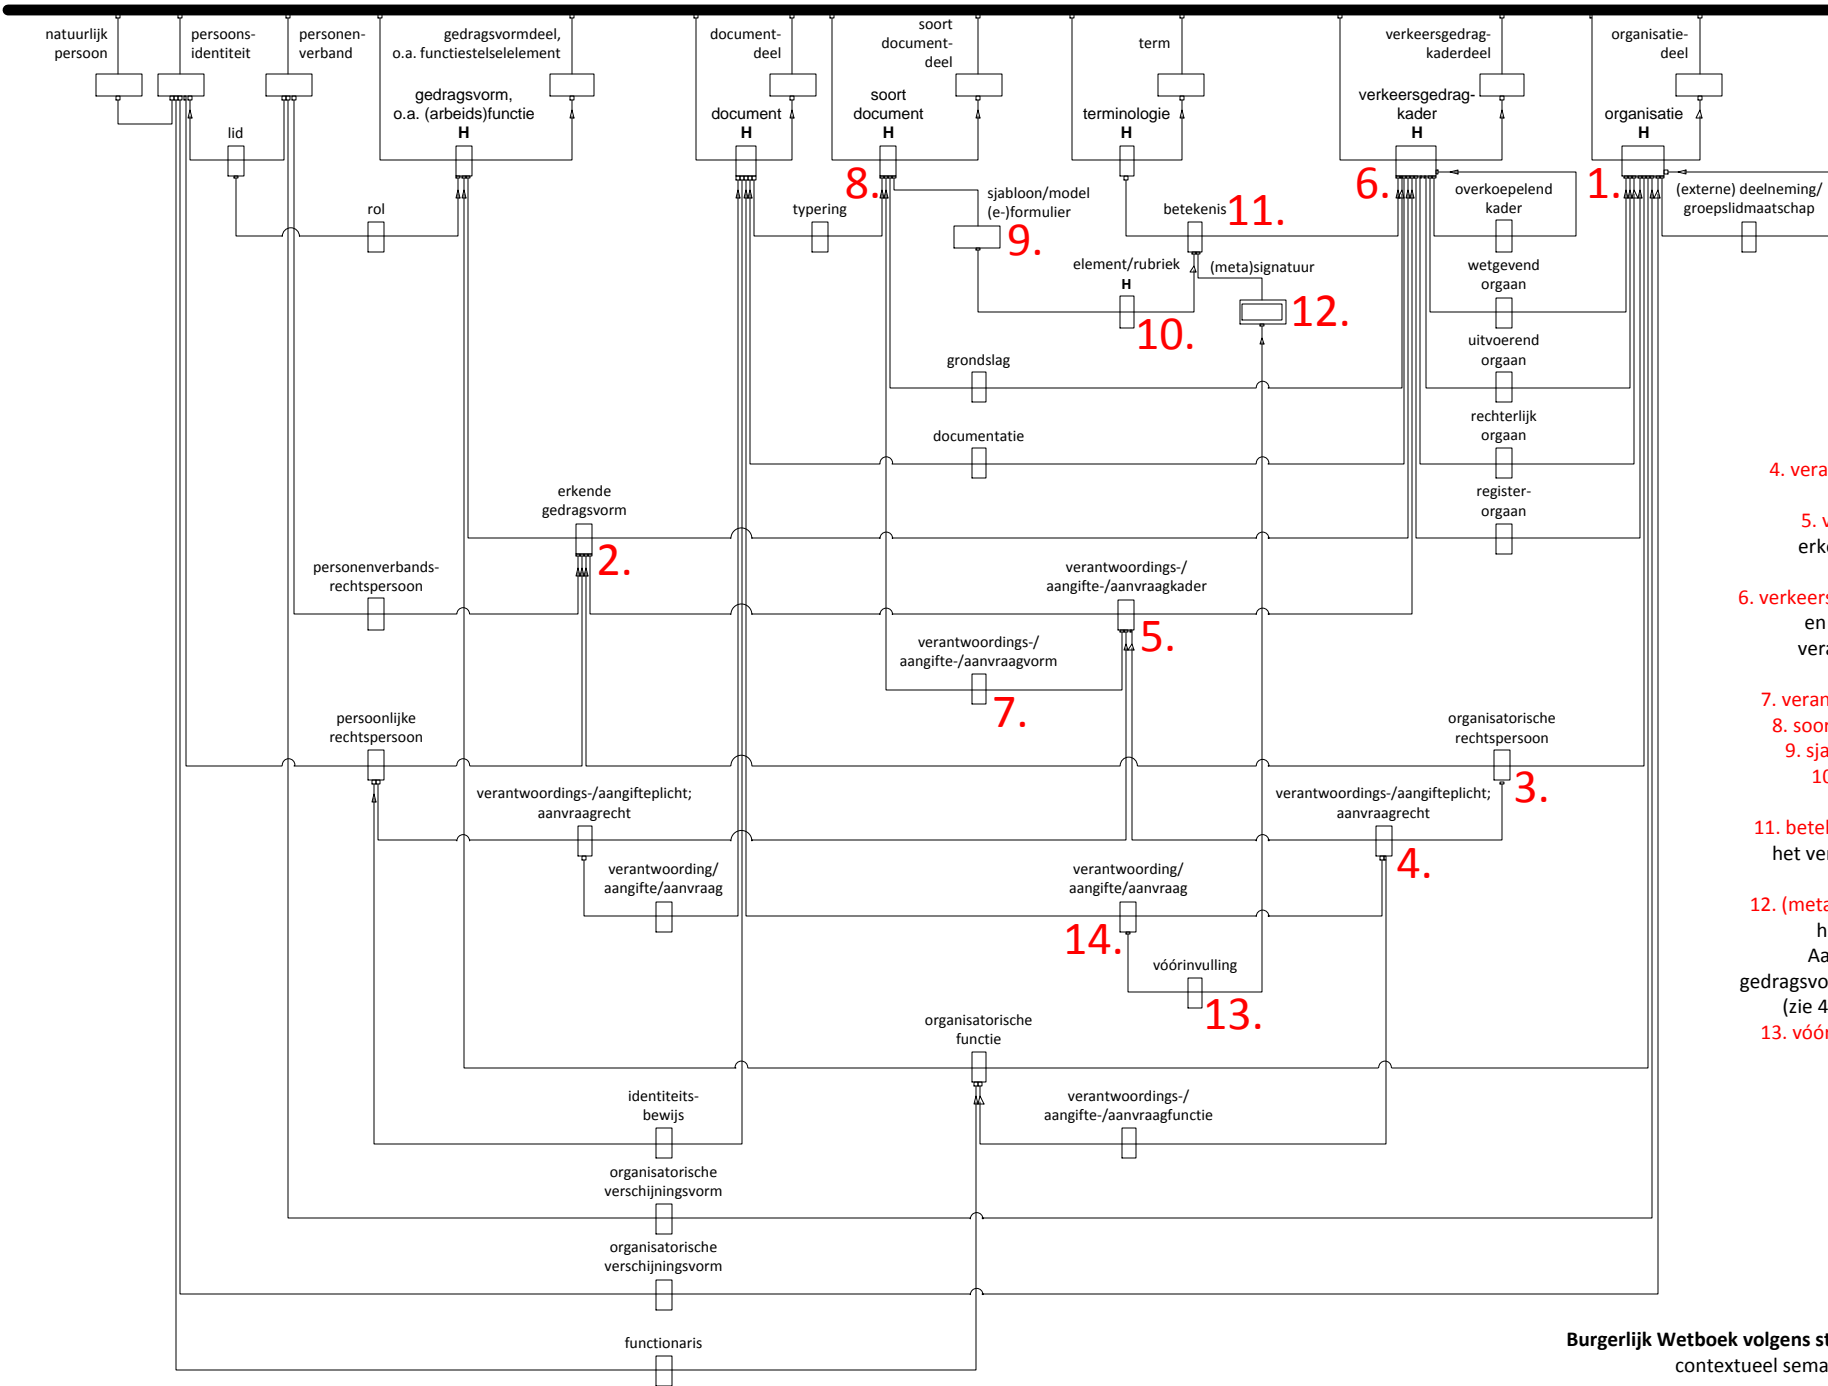 natuurlijk
persoon
persoons-
identiteit
personen-
verband
gedragsvormdeel,
o.a. functiestelselelement
document-
deel
soort
document-
deel
term
verkeersgedrag-
kaderdeel
organisatie-
deel
gedragsvorm,
o.a. (arbeids)functie
H
document
H
soort
document
H
terminologie
H
verkeersgedrag-
kader
H
organisatie
H
lid
8.
6.
1.
rol
typering
sjabloon/model
(e-)formulier
9.
betekenis
11.
overkoepelend
kader
(externe) deelneming/
groepslidmaatschap
element/rubriek
H
10.
(meta)signatuur
12.
wetgevend
orgaan
grondslag
uitvoerend
orgaan
documentatie
rechterlijk
orgaan
erkende
gedragsvorm
2.
register-
orgaan
4. vera
5. v
erke
personenverbands-
rechtspersoon
verantwoordings-/
aangifte-/aanvraagkader
5.
6. verkeers
en
vera
verantwoordings-/
aangifte-/aanvraagvorm
7.
7. veran
8. soor
9. sja
10
persoonlijke
rechtspersoon
organisatorische
rechtspersoon
3.
verantwoordings-/aangifteplicht;
aanvraagrecht
verantwoordings-/aangifteplicht;
aanvraagrecht
4.
11. betel
het ver
verantwoording/
aangifte/aanvraag
verantwoording/
aangifte/aanvraag
14.
12. (meta
h
Aa
gedragsvo
(zie 4
13. vóór
vóórinvulling
13.
organisatorische
functie
identiteits-
bewijs
verantwoordings-/
aangifte-/aanvraagfunctie
organisatorische
verschijningsvorm
organisatorische
verschijningsvorm
functionaris
Burgerlijk Wetboek volgens st
contextueel sema